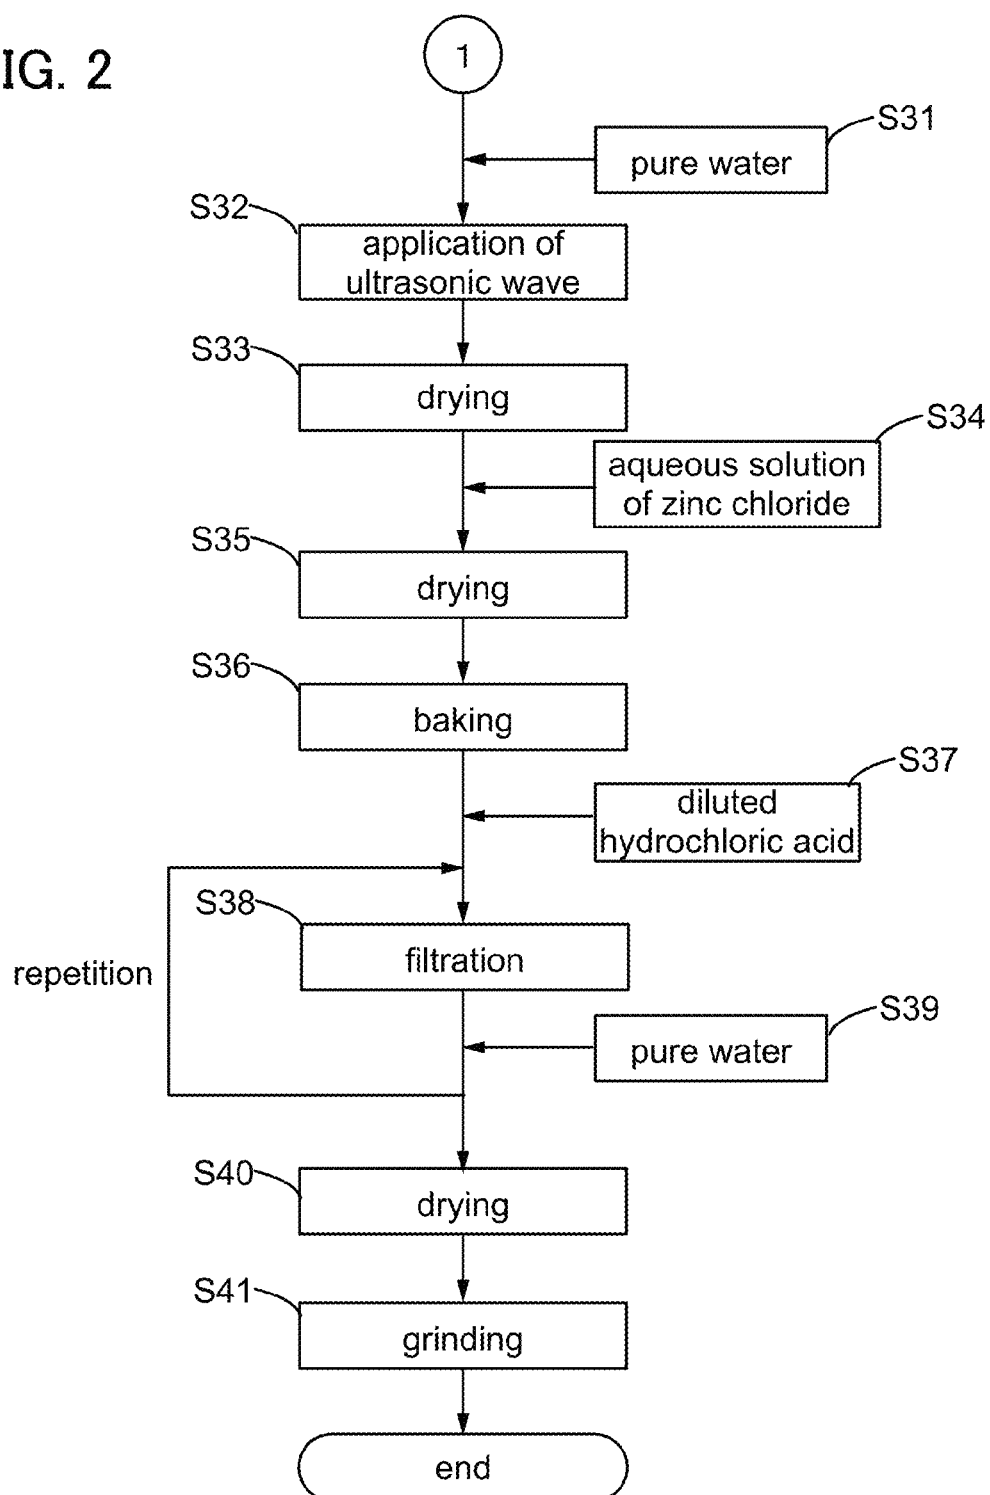 IG. 2
1
S31
pure water
S32
application of
ultrasonic wave
S33
drying
S34
aqueous solution
of zinc chloride
S35
drying
S36
baking
S37
diluted
hydrochloric acid
S38
filtration
repetition
S39
pure water
S40
drying
S41
grinding
end